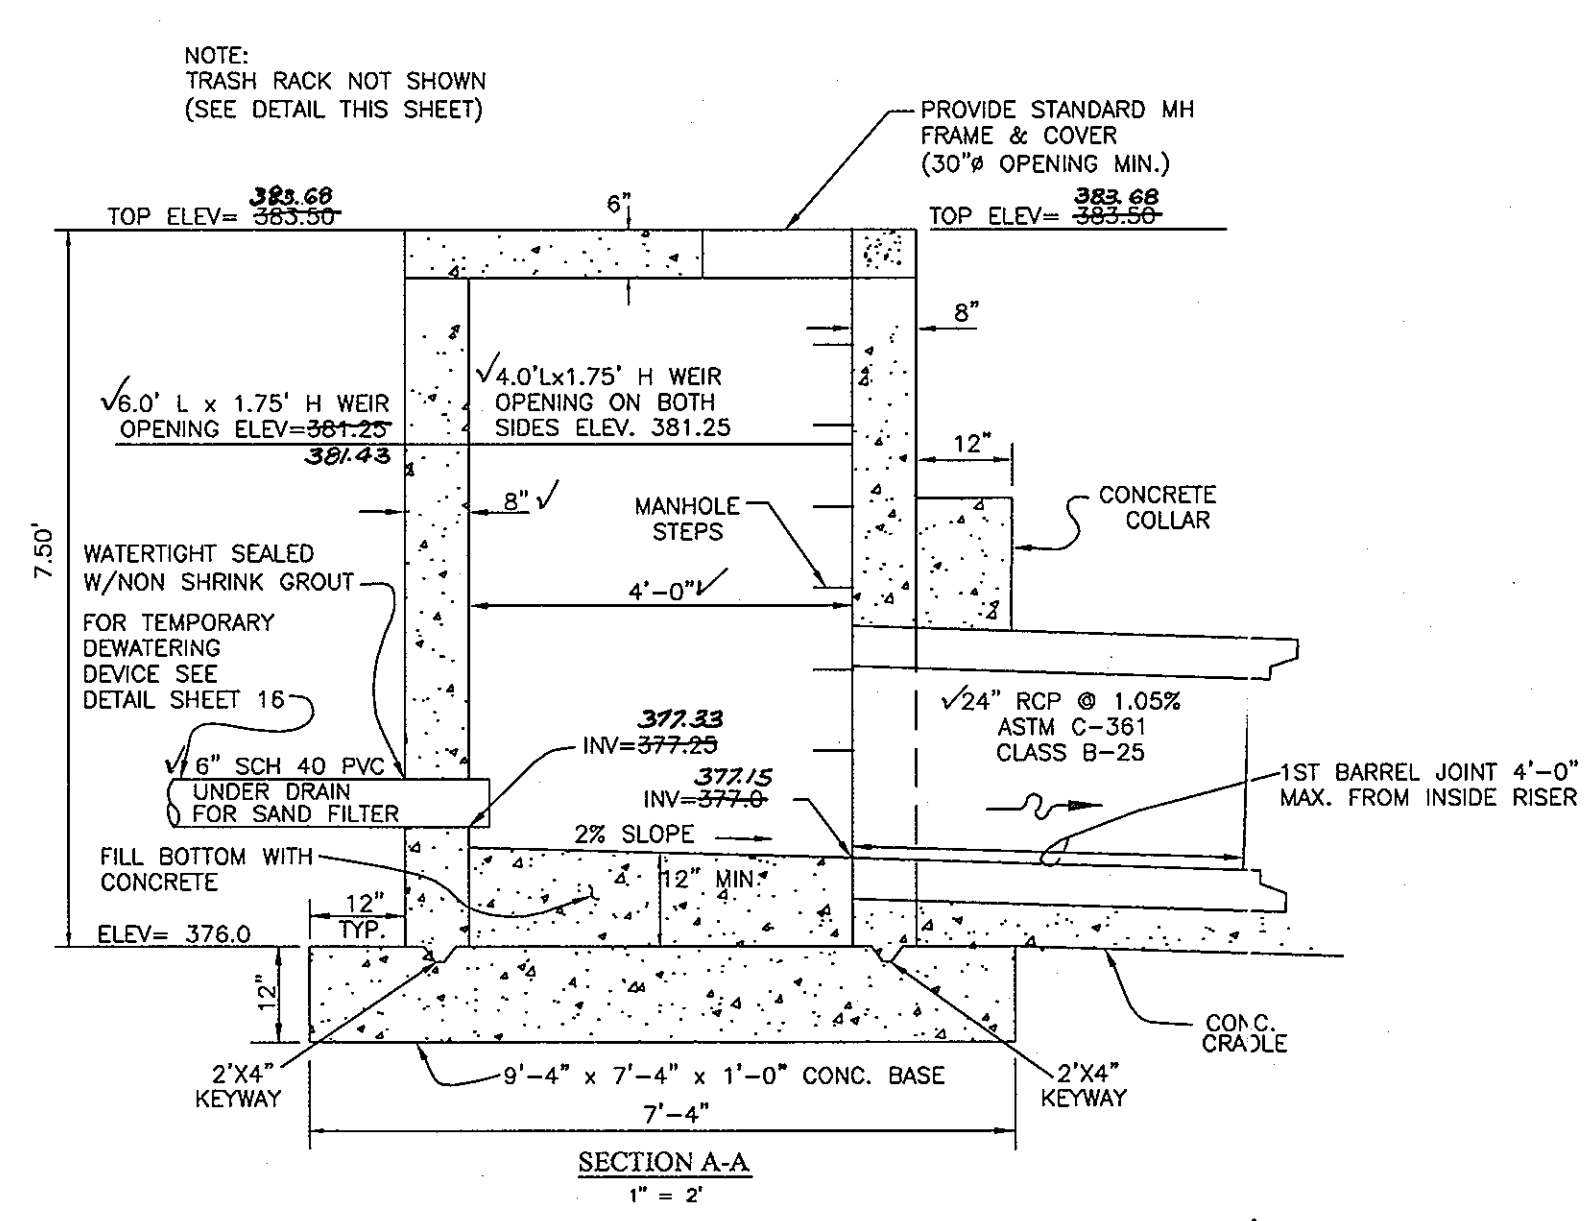 NOTE:
TRASH RACK NOT SHOWN
(SEE DETAIL THIS SHEET)
PROVIDE STANDARD MH
FRAME & COVER
(30"ø OPENING MIN.)
383.68
TOP ELEV= 383.50
6"
383.68
TOP ELEV= 383.50
8"
✓4.0'Lx1.75' H WEIR
OPENING ON BOTH
SIDES ELEV. 381.25
✓6.0' L x 1.75' H WEIR
OPENING ELEV=381.25
381.43
12"
8" ✓
MANHOLE
STEPS
CONCRETE
COLLAR
7.50'
WATERTIGHT SEALED
W/NON SHRINK GROUT
4'-0"✓
FOR TEMPORARY
DEWATERING
DEVICE SEE
DETAIL SHEET 16
✓24" RCP @ 1.05%
ASTM C-361
CLASS B-25
377.33
INV=377.25
✓6" SCH 40 PVC
UNDER DRAIN
FOR SAND FILTER
377.15
INV=377.0
1ST BARREL JOINT 4'-0"
MAX. FROM INSIDE RISER
2% SLOPE
FILL BOTTOM WITH
CONCRETE
12" MIN.
12"
TYP.
ELEV= 376.0
12"
CONC.
CRADLE
2'X4"
KEYWAY
9'-4" x 7'-4" x 1'-0" CONC. BASE
2'X4"
KEYWAY
7'-4"
SECTION A-A
1" = 2'